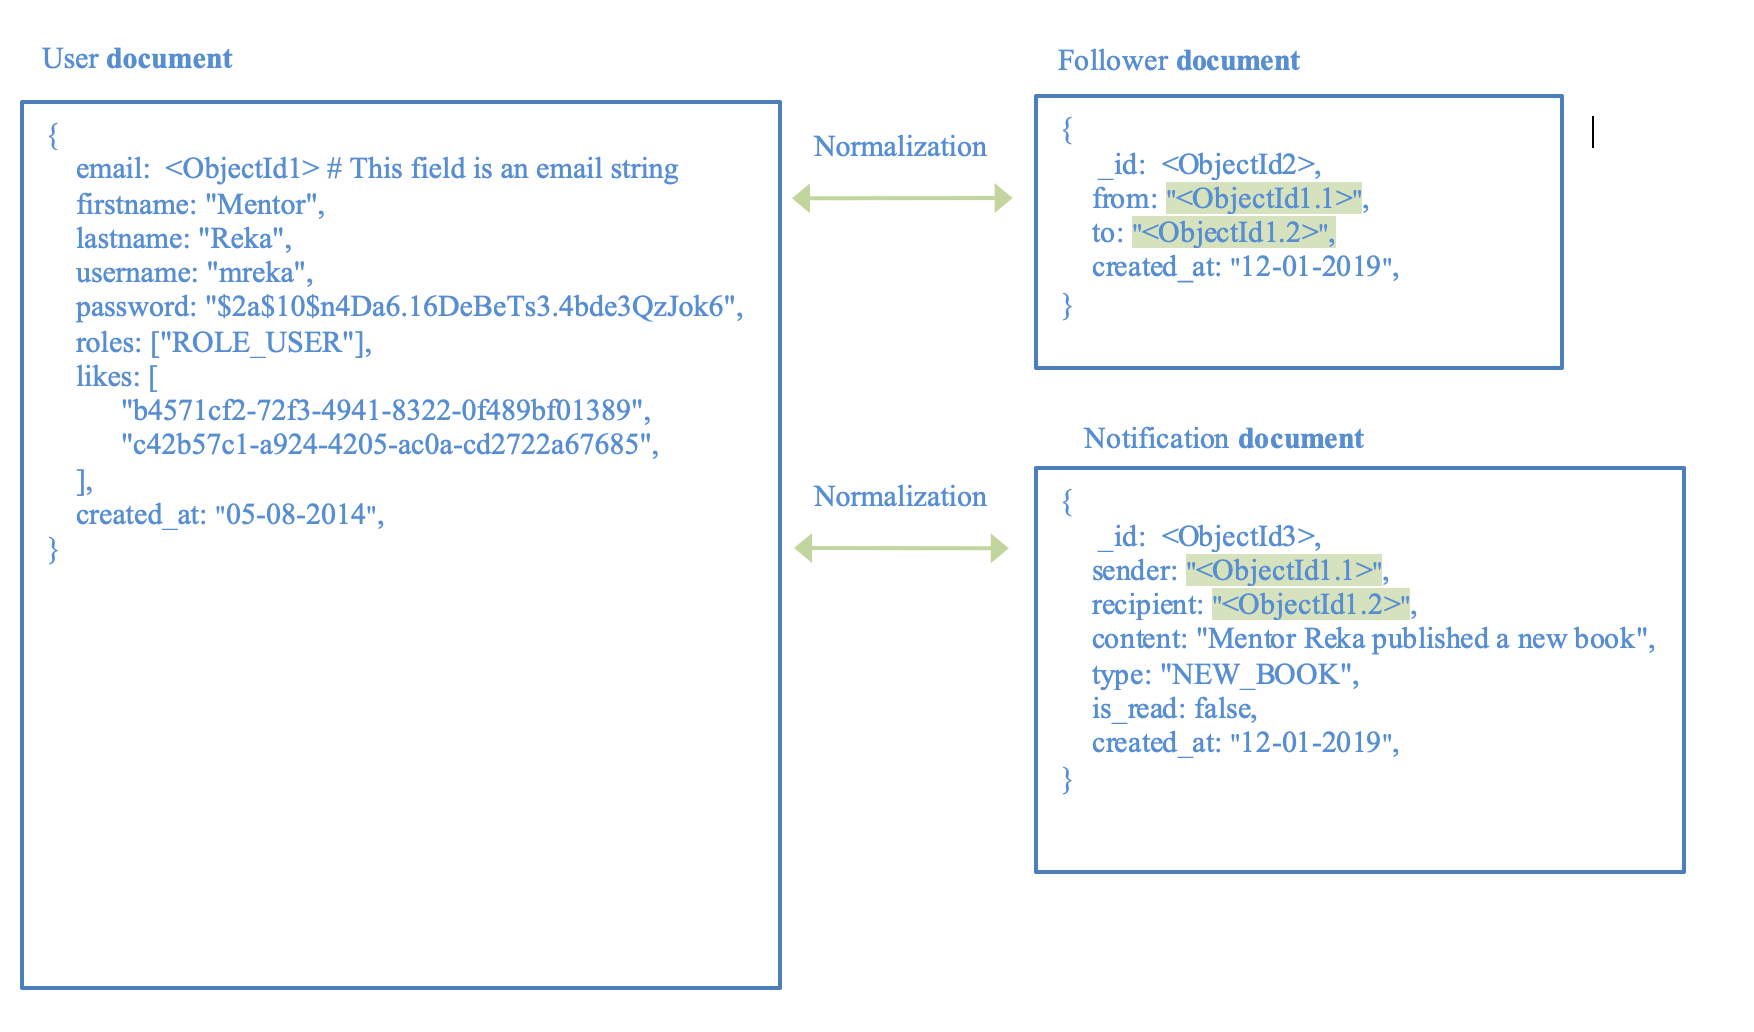 User document
{
email: <ObjectId1> # This field is an email string
firstname: "Mentor",
lastname: "Reka",
username: "mreka",
password: "$2a$10$n4Da6.16DeBeTs3.4bde3QzJok6",
roles: ["ROLE_USER"],
likes: [
"b4571cf2-72f3-4941-8322-0f489bf01389",
"c42b57c1-a924-4205-ac0a-cd2722a67685",
],
created_at: "05-08-2014",
}
Normalization
Normalization
Follower document
{
_id: <ObjectId2>,
from: "<ObjectId1.1>",
to: "<ObjectId1.2>",
created_at: "12-01-2019",
}
Notification document
{
_id: <ObjectId3>,
sender: "<ObjectId1.1>",
recipient: "<ObjectId1.2>",
content: "Mentor Reka published a new book",
type: "NEW_BOOK",
is_read: false,
created_at: "12-01-2019",
}